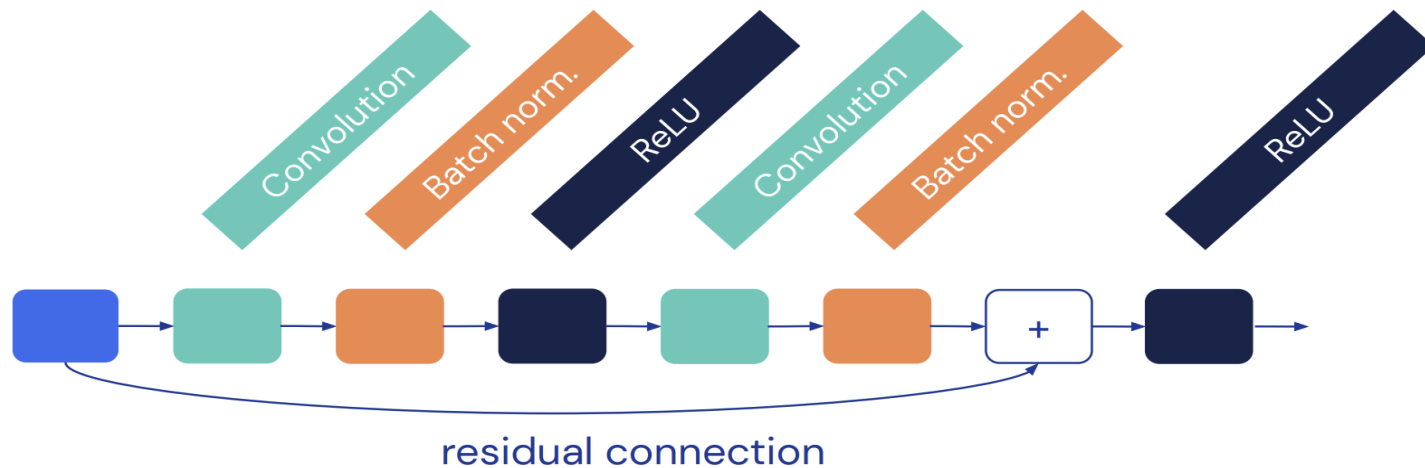 Convolution
Batch norm.
ReLU
Convolution
Batch norm.
ReLU
+
residual connection